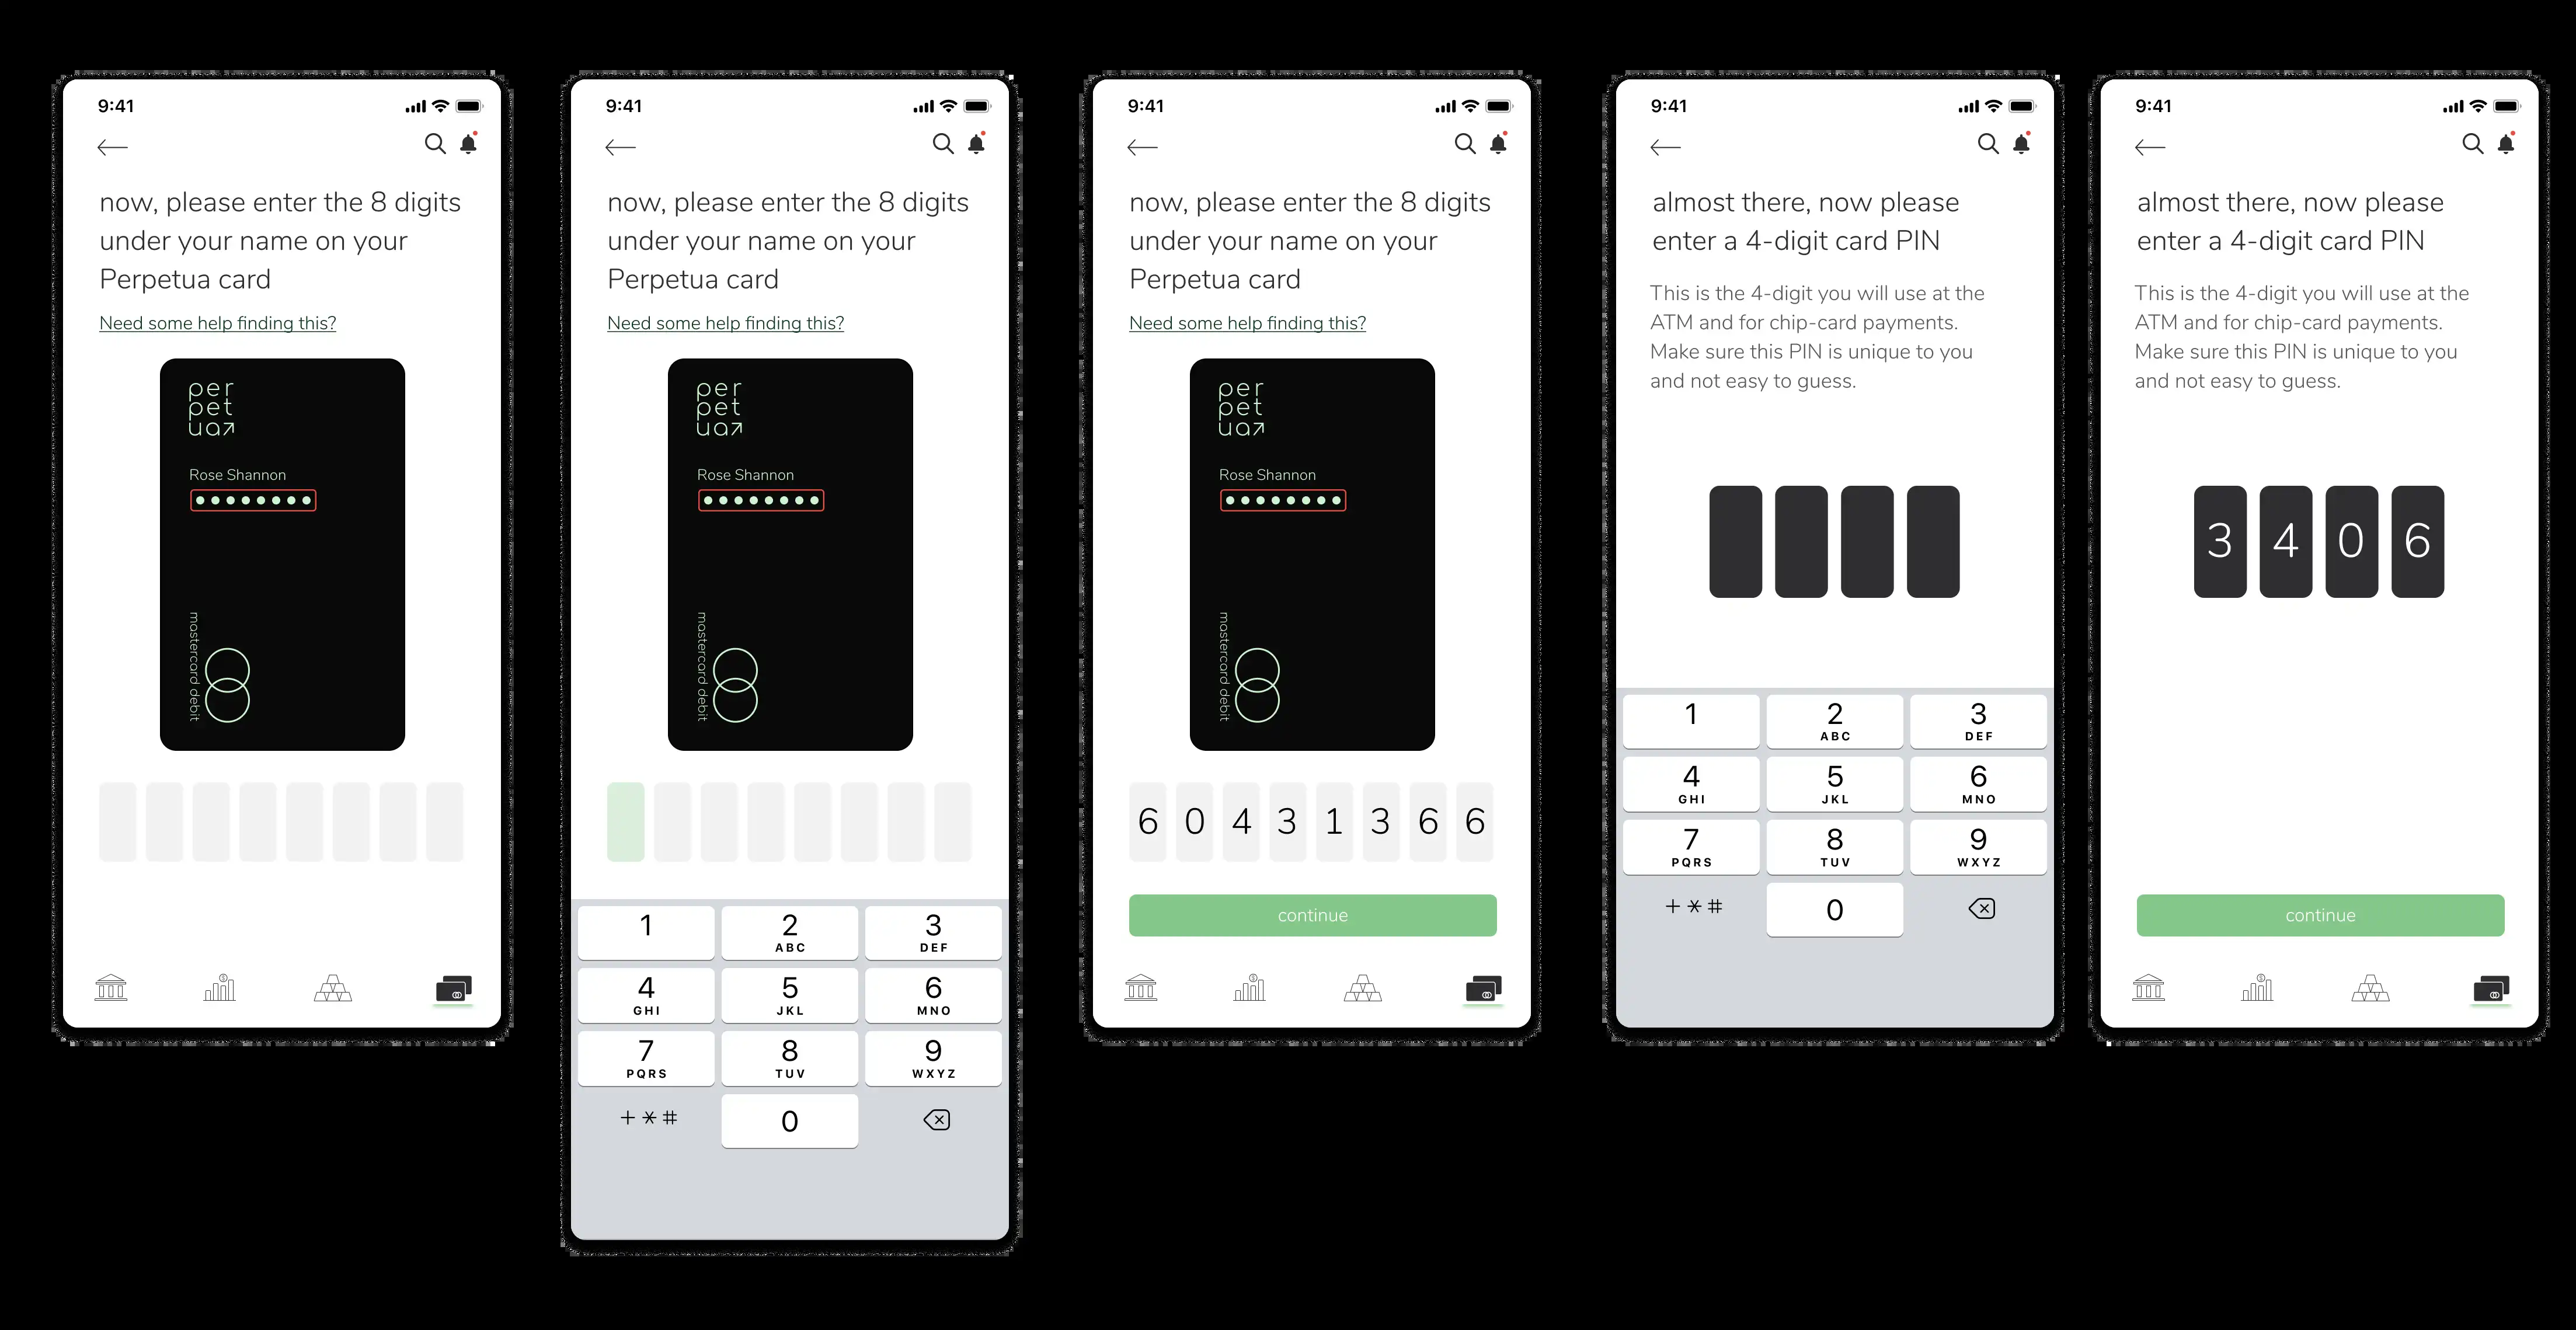 9:41
now, please enter the 8 digits
under your name on your
Perpetua card
Need some help finding this?
per
pet
ua
Rose Shannon
mastercard debit
9:41
now, please enter the 8 digits
under your name on your
Perpetua card
Need some help finding this?
per
pet
ua
Rose Shannon
mastercard debit
1 2 3
ABC DEF
4 5 6
GHI JKL MNO
7 8 9
PQRS TUV WXYZ
+ * # 0
9:41
now, please enter the 8 digits
under your name on your
Perpetua card
Need some help finding this?
per
pet
ua
Rose Shannon
mastercard debit
6 0 4 3 1 3 6 6
continue
9:41
almost there, now please
enter a 4-digit card PIN
This is the 4-digit you will use at the
ATM and for chip-card payments.
Make sure this PIN is unique to you
and not easy to guess.
1 2 3
ABC DEF
4 5 6
GHI JKL MNO
7 8 9
PQRS TUV WXYZ
+ * # 0
9:41
almost there, now please
enter a 4-digit card PIN
This is the 4-digit you will use at the
ATM and for chip-card payments.
Make sure this PIN is unique to you
and not easy to guess.
3 4 0 6
continue